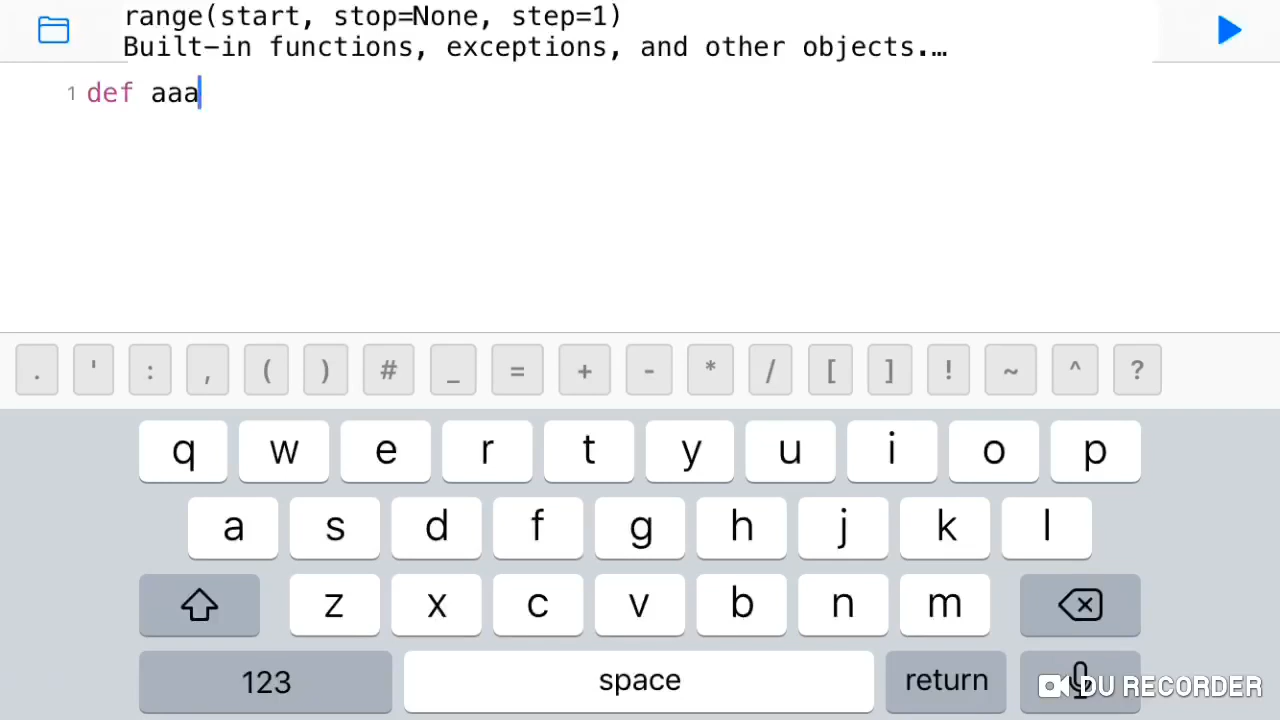 range(start, stop=None, step=1)
Built-in functions, exceptions, and other objects.…
1 def aaa
. ' : , ( ) # _ = + - * / [ ] ! ~ ^ ?
q w e r t y u i o p
a s d f g h j k l
z x c v b n m
123 space return
DU RECORDER